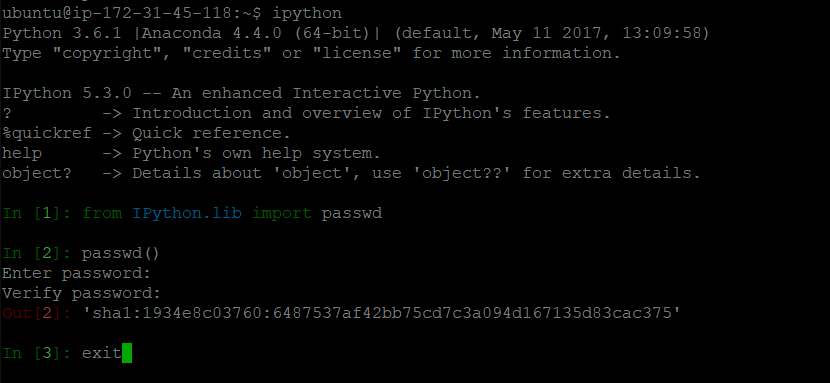 ubuntu@ip-172-31-45-118:~$ ipython
Python 3.6.1 |Anaconda 4.4.0 (64-bit)| (default, May 11 2017, 13:09:58)
Type "copyright", "credits" or "license" for more information.
IPython 5.3.0 -- An enhanced Interactive Python.
?         -> Introduction and overview of IPython's features.
%quickref -> Quick reference.
help      -> Python's own help system.
object?   -> Details about 'object', use 'object??' for extra details.
In [1]: from IPython.lib import passwd
In [2]: passwd()
Enter password:
Verify password:
Out[2]: 'sha1:1934e8c03760:6487537af42bb75cd7c3a094d167135d83cac375'
In [3]: exit